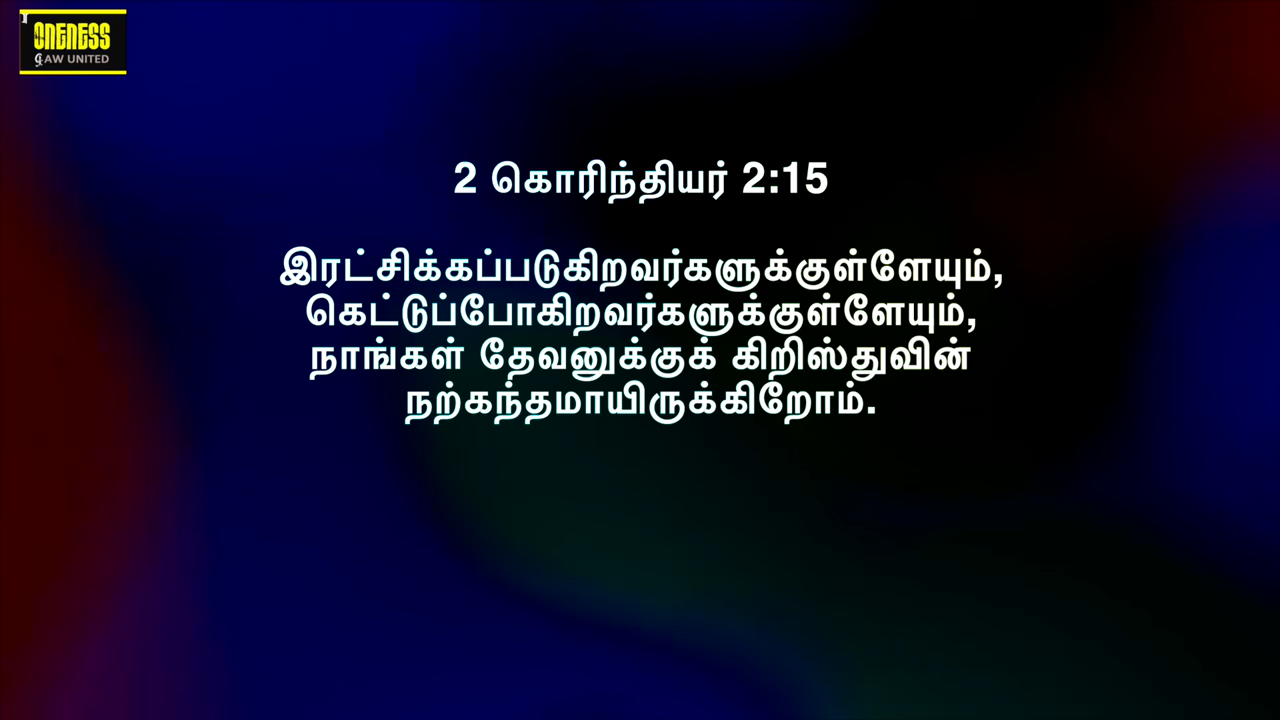 ONENESS
LAW UNITED
2 கொரிந்தியர் 2:15
இரட்சிக்கப்படுகிறவர்களுக்குள்ளேயும்,
கெட்டுப்போகிறவர்களுக்குள்ளேயும்,
நாங்கள் தேவனுக்குக் கிறிஸ்துவின்
நற்கந்தமாயிருக்கிறோம்.